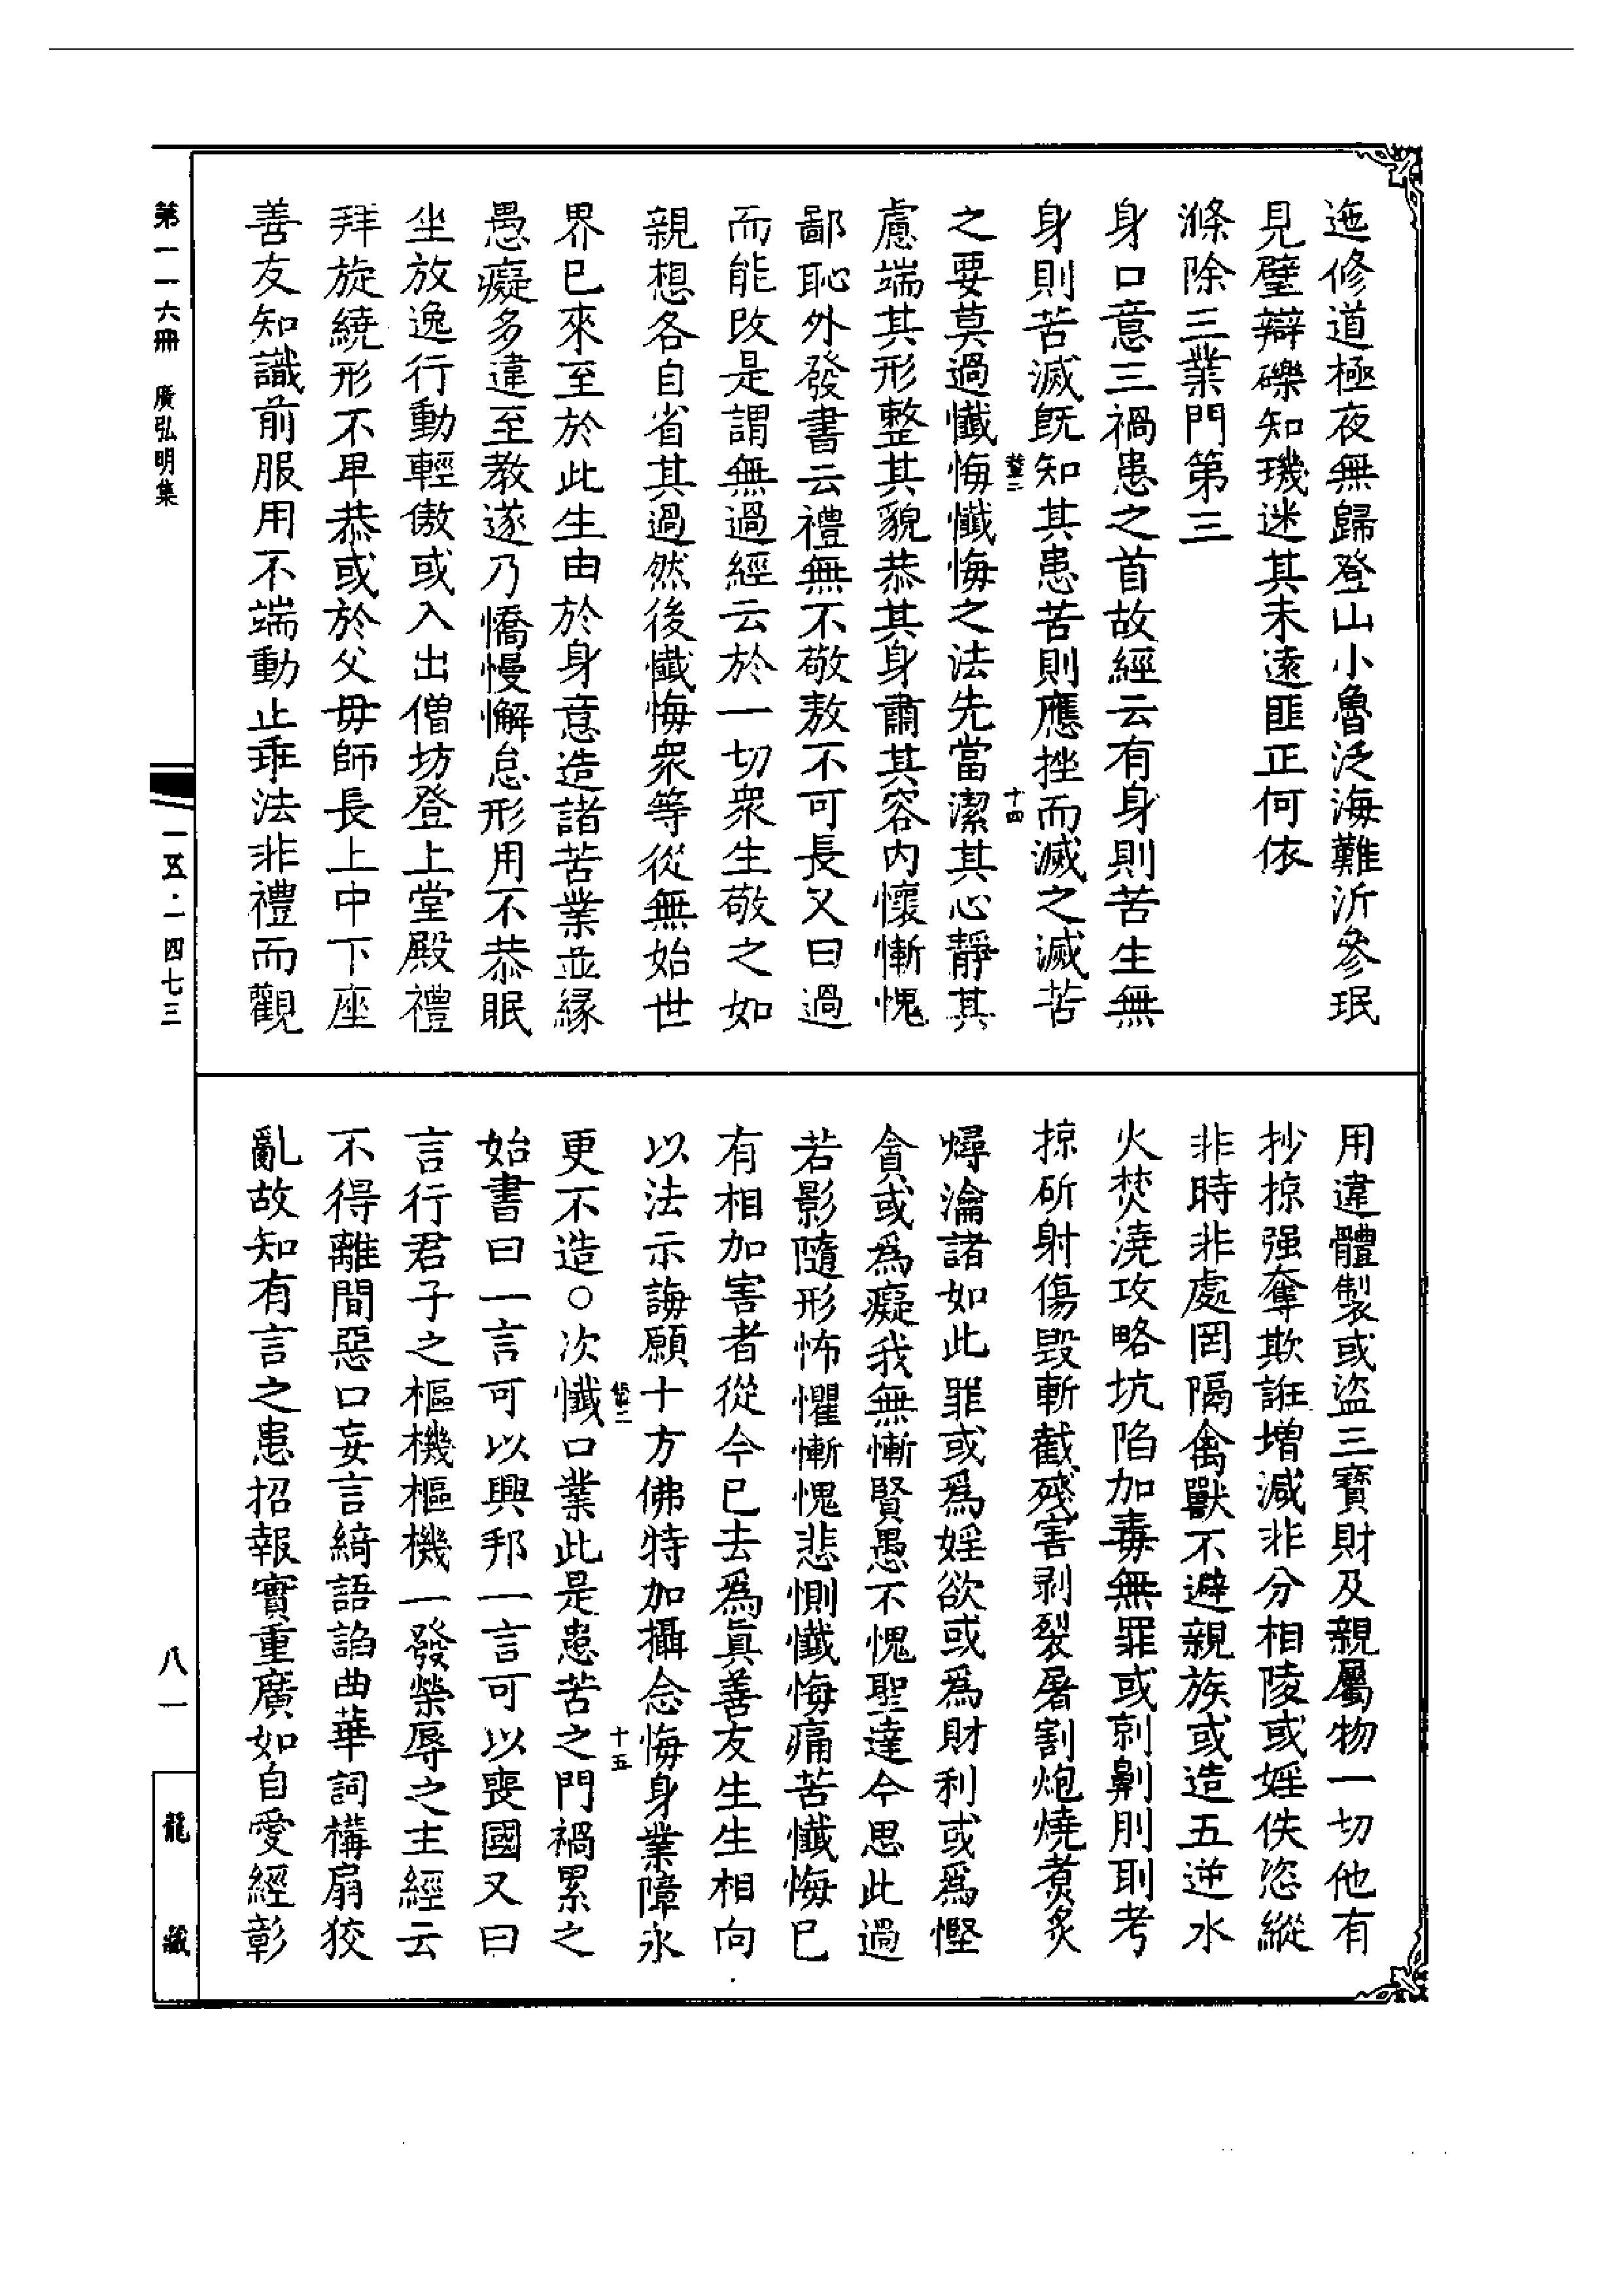 迤修道極夜無歸登山小魯泛海難沂參珉
見璧辯礫知璣迷其未遠匪正何依
滌除三業門第三
身口意三禍患之首故經云有身則苦生無
身則苦滅既知其患苦則應挫而滅之滅苦
之要莫過懺悔懺悔之法先當潔其心靜其
慮端其形整其貌恭其身肅其容內懷慚愧
鄙恥外發書云禮無不敬敖不可長又曰過
而能改是謂無過經云於一切眾生敬之如
親想各自省其過然後懺悔眾等從無始世
界已來至於此生由於身意造諸苦業並緣
愚癡多違至教遂乃憍慢懈怠形用不恭眠
坐放逸行動輕傲或入出僧坊登上堂殿禮
拜旋繞形不卑恭或於父母師長上中下座
善友知識前服用不端動止乖法非禮而觀
用違體製或盜三寶財及親屬物一切他有
抄掠强奪欺誑增減非分相陵或婬佚恣縱
非時非處罔隔禽獸不避親族或造五逆水
火焚澆攻略坑陷加毒無罪或剠劓刖刵考
掠斫射傷毀斬截殘害剥裂屠割炮燒煮炙
燖瀹諸如此罪或為婬欲或為財利或為慳
貪或為癡我無慚賢愚不愧聖達今思此過
若影隨形怖懼慚愧悲惻懺悔痛苦懺悔已
有相加害者從今已去為真善友生生相向
以法示誨願十方佛特加攝念悔身業障永
更不造○次懺口業此是患苦之門禍累之
始書曰一言可以興邦一言可以喪國又曰
言行君子之樞機樞機一發榮辱之主經云
不得離間惡口妄言綺語諂曲華詞構扇狡
亂故知有言之患招報實重廣如自愛經彰
十四
十五
第一一六冊 廣弘明集
一五·一四七三
八一
龍藏